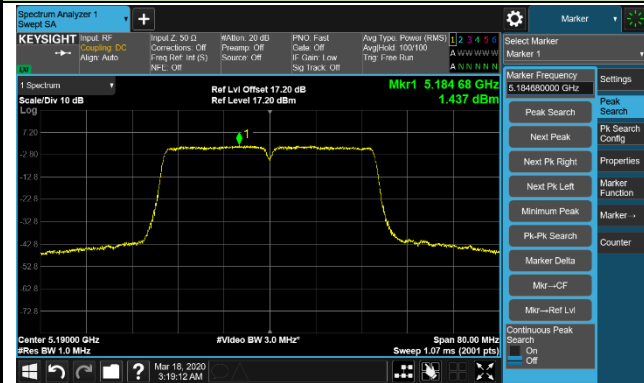 Spectrum Analyzer 1
Swept SA
Marker
KEYSIGHT
Input: RF
Coupling: DC
Align: Auto
Input Z: 50 Ω
Corrections: Off
Freq Ref: Int (S)
NFE: Off
#Atten: 20 dB
Preamp: Off
Source: Off
PNO: Fast
Gate: Off
IF Gain: Low
Sig Track: Off
Avg Type: Power (RMS)
Avg|Hold: 100/100
Trig: Free Run
1 2 3 4 5 6
A W W W W W
A N N N N N
Select Marker
Marker 1
1 Spectrum
Scale/Div 10 dB
Log
Ref Lvl Offset 17.20 dB
Ref Level 17.20 dBm
Mkr1 5.184 68 GHz
1.437 dBm
Marker Frequency
5.184680000 GHz
Peak Search
Next Peak
Next Pk Right
Next Pk Left
Minimum Peak
Pk-Pk Search
Marker Delta
Mkr→CF
Mkr→Ref Lvl
Continuous Peak
Search
On
Off
Settings
Peak
Search
Pk Search
Config
Properties
Marker
Function
Marker→
Counter
1
7.20
-2.80
-12.8
-22.8
-32.8
-42.8
-52.8
-62.8
-72.8
Center 5.19000 GHz
#Res BW 1.0 MHz
#Video BW 3.0 MHz*
Span 80.00 MHz
Sweep 1.07 ms (2001 pts)
?
Mar 18, 2020
3:19:12 AM